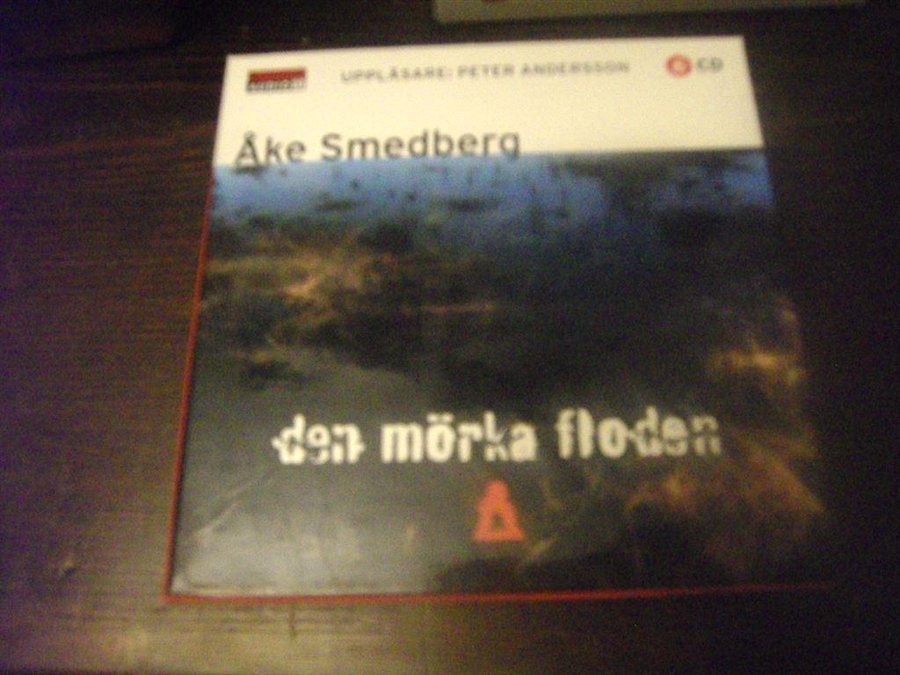 UPPLÄSARE: PETER ANDERSSON
CD
Åke Smedberg
den mörka floden